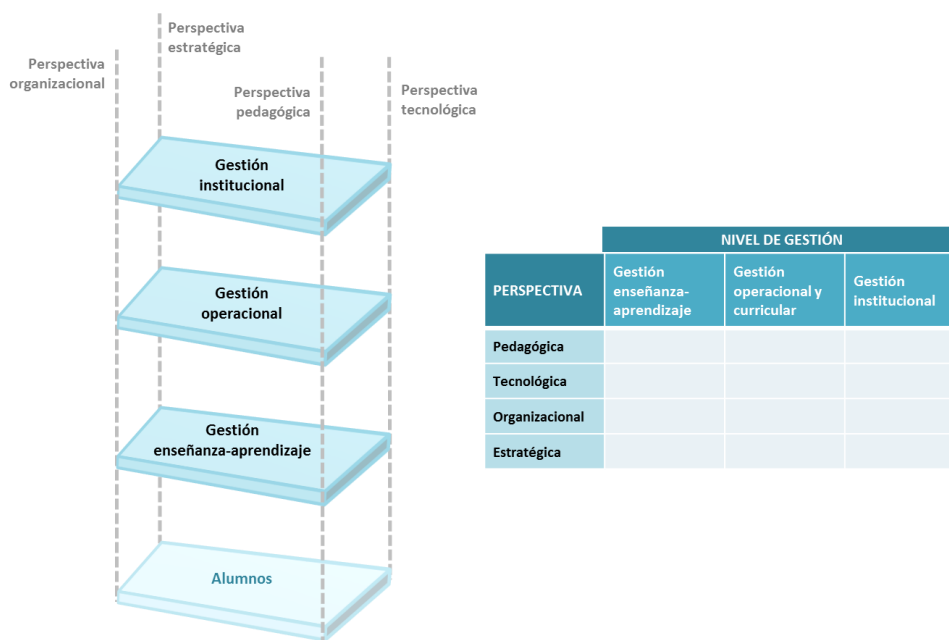 Perspectiva
estratégica
Perspectiva
organizacional
Perspectiva
pedagógica
Perspectiva
tecnológica
Gestión
institucional
Gestión
operacional
Gestión
enseñanza-aprendizaje
Alumnos
NIVEL DE GESTIÓN
PERSPECTIVA
Gestión
enseñanza-
aprendizaje
Gestión
operacional y
curricular
Gestión
institucional
Pedagógica
Tecnológica
Organizacional
Estratégica